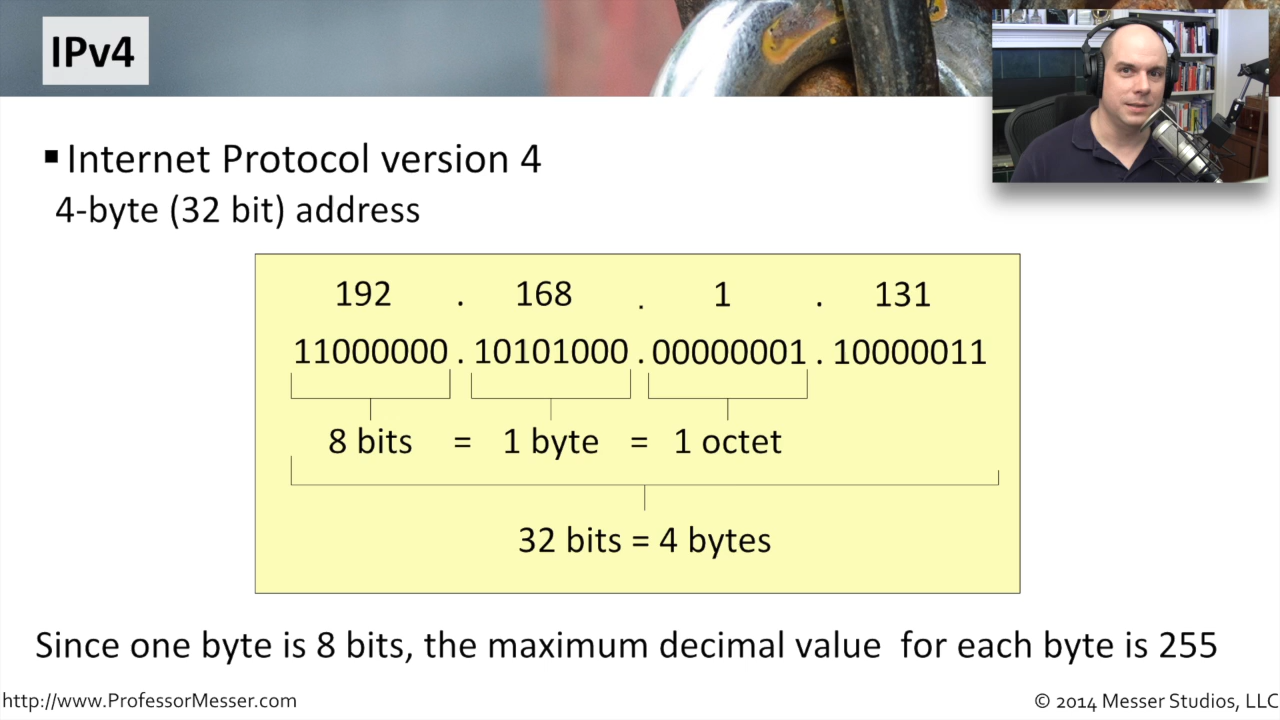 IPv4
▪ Internet Protocol version 4
4-byte (32 bit) address
192 . 168 . 1 . 131
11000000 . 10101000 . 00000001 . 10000011
8 bits = 1 byte = 1 octet
32 bits = 4 bytes
Since one byte is 8 bits, the maximum decimal value for each byte is 255
http://www.ProfessorMesser.com
© 2014 Messer Studios, LLC